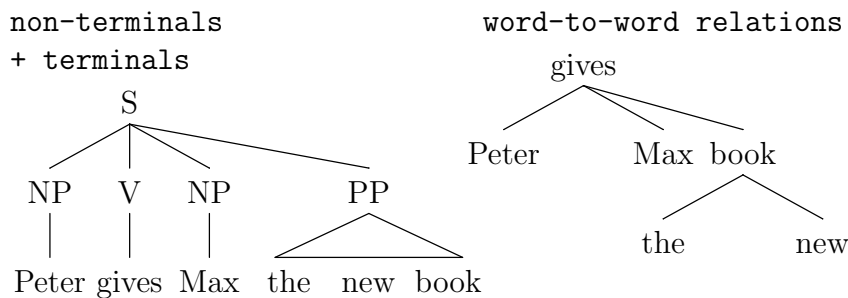 non-terminals
+ terminals
S
NP V NP PP
Peter gives Max the new book
word-to-word relations
gives
Peter Max book
the new